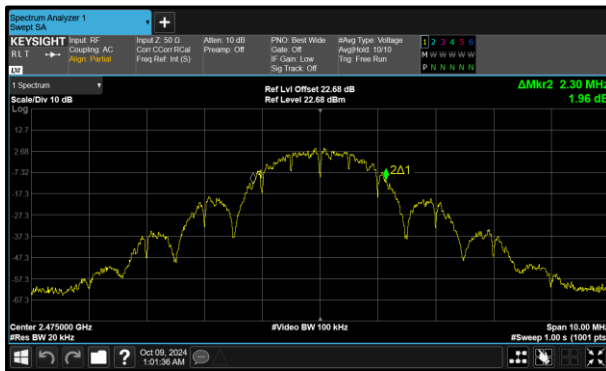 Spectrum Analyzer 1
Swept SA
KEYSIGHT
RLT
LXI
Input: RF
Coupling: AC
Align: Partial
Input Z: 50 Ω
Corr CCorr RCal
Freq Ref: Int (S)
Atten: 10 dB
Preamp: Off
PNO: Best Wide
Gate: Off
IF Gain: Low
Sig Track: Off
#Avg Type: Voltage
Avg|Hold: 10/10
Trig: Free Run
1 2 3 4 5 6
M W W W W W
P N N N N N
1 Spectrum
Scale/Div 10 dB
Log
Ref Lvl Offset 22.68 dB
Ref Level 22.68 dBm
ΔMkr2 2.30 MHz
1.96 dB
12.7
2.68
-7.32
-17.3
-27.3
-37.3
-47.3
-57.3
-67.3
2Δ1
Center 2.475000 GHz
#Res BW 20 kHz
#Video BW 100 kHz
Span 10.00 MHz
#Sweep 1.00 s (1001 pts)
Oct 09, 2024
1:01:36 AM